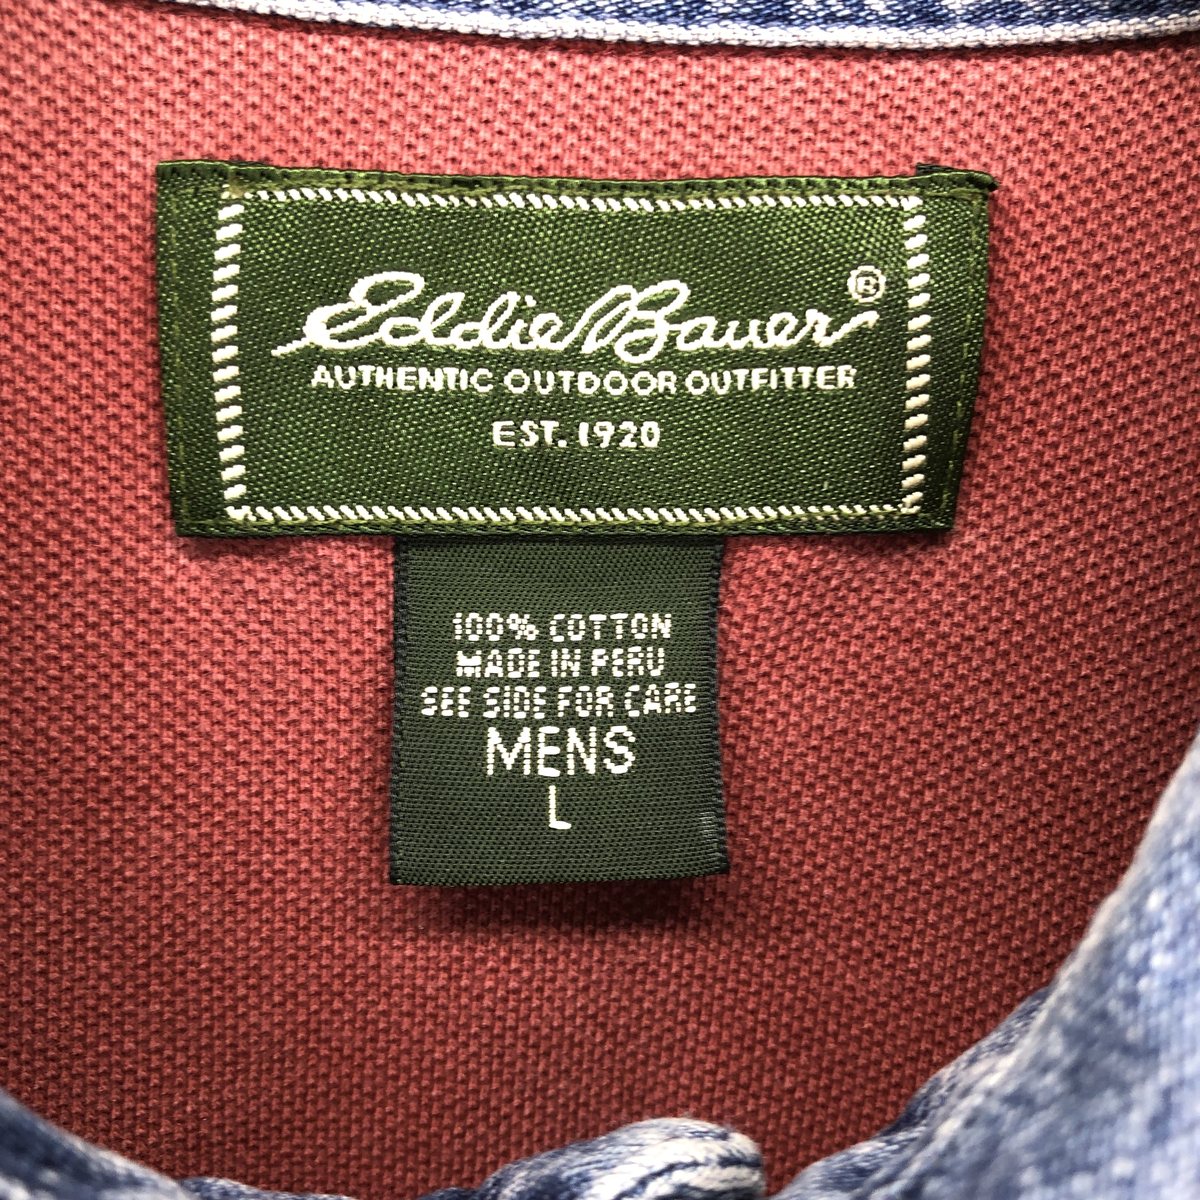 Eddie Bauer®
AUTHENTIC OUTDOOR OUTFITTER
EST. 1920
100% COTTON
MADE IN PERU
SEE SIDE FOR CARE
MENS
L